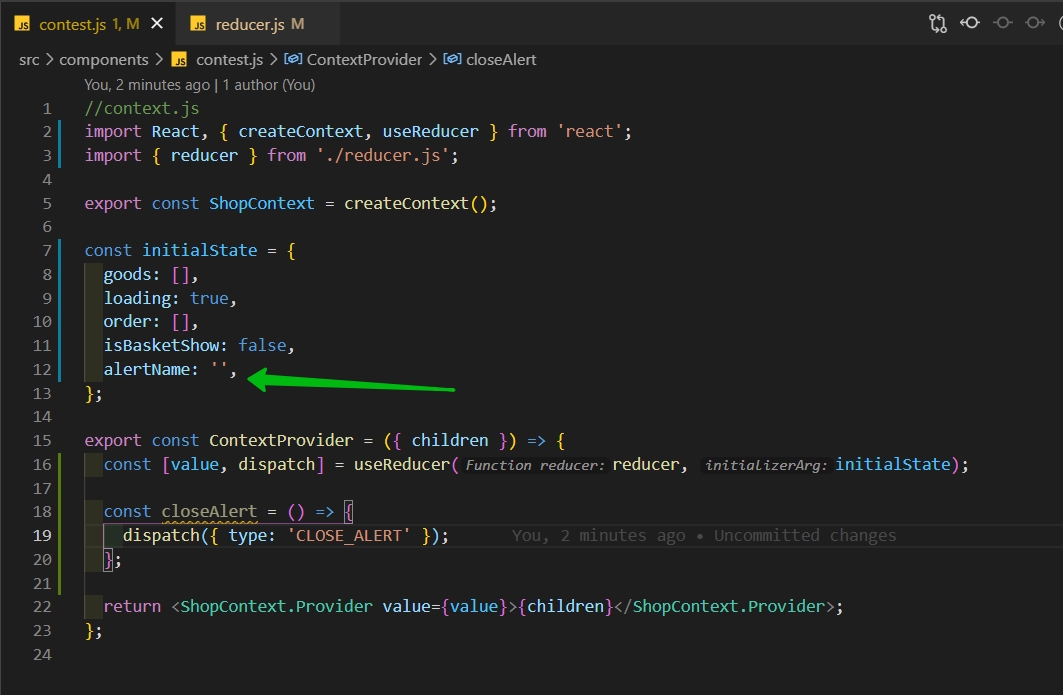 JS contest.js 1, M
JS reducer.js M
src > components > JS contest.js > ContextProvider > closeAlert
You, 2 minutes ago | 1 author (You)
1 //context.js
2 import React, { createContext, useReducer } from 'react';
3 import { reducer } from './reducer.js';
4
5 export const ShopContext = createContext();
6
7 const initialState = {
8 goods: [],
9 loading: true,
10 order: [],
11 isBasketShow: false,
12 alertName: '',
13 };
14
15 export const ContextProvider = ({ children }) => {
16 const [value, dispatch] = useReducer(Function reducer: reducer, initializerArg: initialState);
17
18 const closeAlert = () => {
19 dispatch({ type: 'CLOSE_ALERT' }); You, 2 minutes ago • Uncommitted changes
20 };
21
22 return <ShopContext.Provider value={value}>{children}</ShopContext.Provider>;
23 };
24